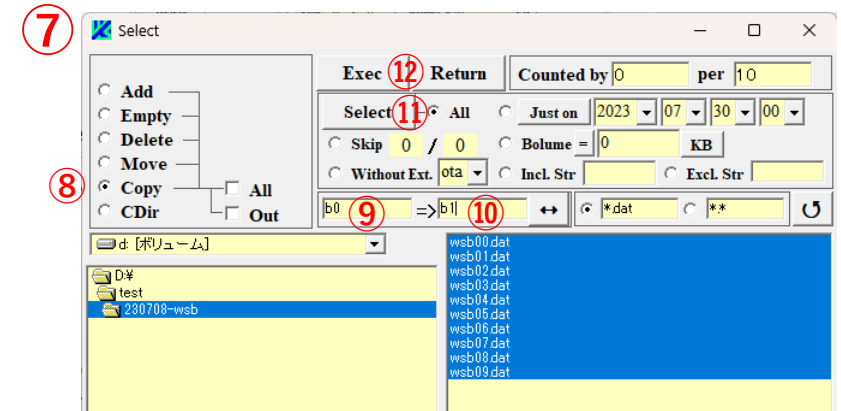 ⑦
Select
Add
Empty
Delete
Move
⑧ Copy
CDir
All
Out
Exec ⑫ Return
Counted by 0 per 10
Select ⑪ All
Just on 2023 07 30 00
Skip 0 / 0
Bolume = 0 KB
Without Ext. ota
Incl. Str
Excl. Str
b0 ⑨ =>b1 ⑩ ↔
*.dat
*.*
↺
d: [ボリューム]
D:¥
test
230708-wsb
wsb00.dat
wsb01.dat
wsb02.dat
wsb03.dat
wsb04.dat
wsb05.dat
wsb06.dat
wsb07.dat
wsb08.dat
wsb09.dat